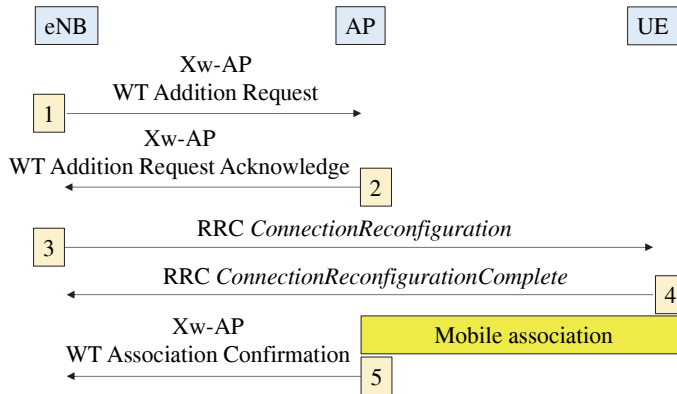 eNB
AP
UE
Xw-AP
WT Addition Request
1
Xw-AP
WT Addition Request Acknowledge
2
3
RRC ConnectionReconfiguration
RRC ConnectionReconfigurationComplete
4
Xw-AP
WT Association Confirmation
Mobile association
5